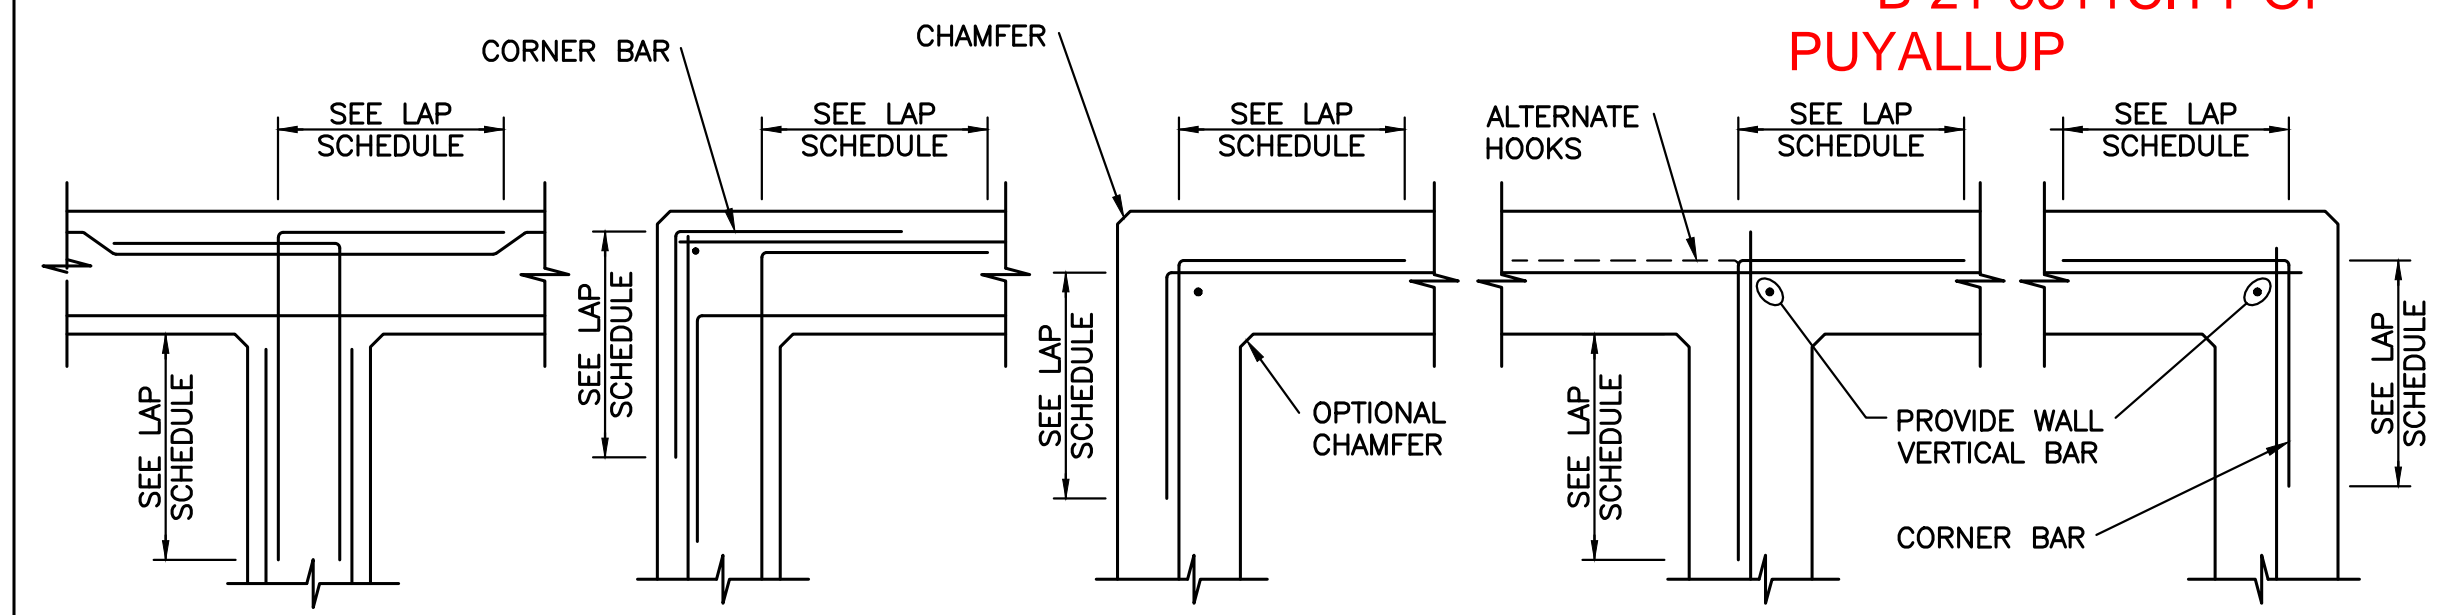 PUYALLUP
CORNER BAR
CHAMFER
SEE LAP
SCHEDULE
SEE LAP
SCHEDULE
SEE LAP
SCHEDULE
ALTERNATE
HOOKS
SEE LAP
SCHEDULE
SEE LAP
SCHEDULE
SEE LAP
SCHEDULE
SEE LAP
SCHEDULE
SEE LAP
SCHEDULE
OPTIONAL
CHAMFER
SEE LAP
SCHEDULE
PROVIDE WALL
VERTICAL BAR
CORNER BAR
SEE LAP
SCHEDULE